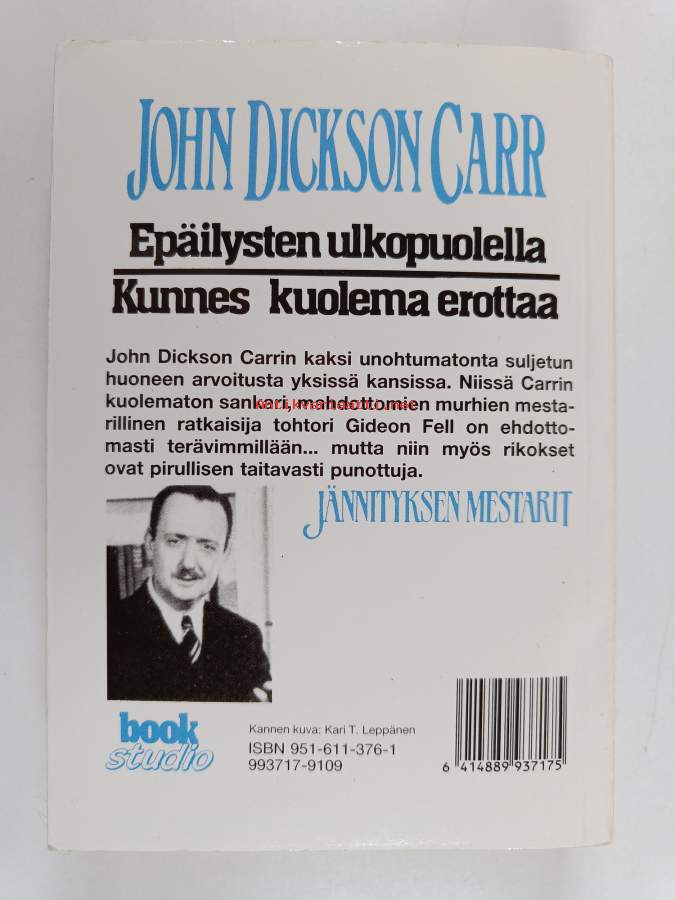 JOHN DICKSON CARR
Epäilysten ulkopuolella
Kunnes kuolema erottaa
John Dickson Carrin kaksi unohtumatonta suljetun
huoneen arvoitusta yksissä kansissa. Niissä Carrin
kuolematon sankari, mahdottomien murhien mesta-
rillinen ratkaisija tohtori Gideon Fell on ehdotto-
masti terävimmillään... mutta niin myös rikokset
ovat pirullisen taitavasti punottuja.
Antikvariaatti.net
JÄNNITYKSEN MESTARIT
book
studio
Kannen kuva: Kari T. Leppänen
ISBN 951-611-376-1
993717-9109
6 414889 937175